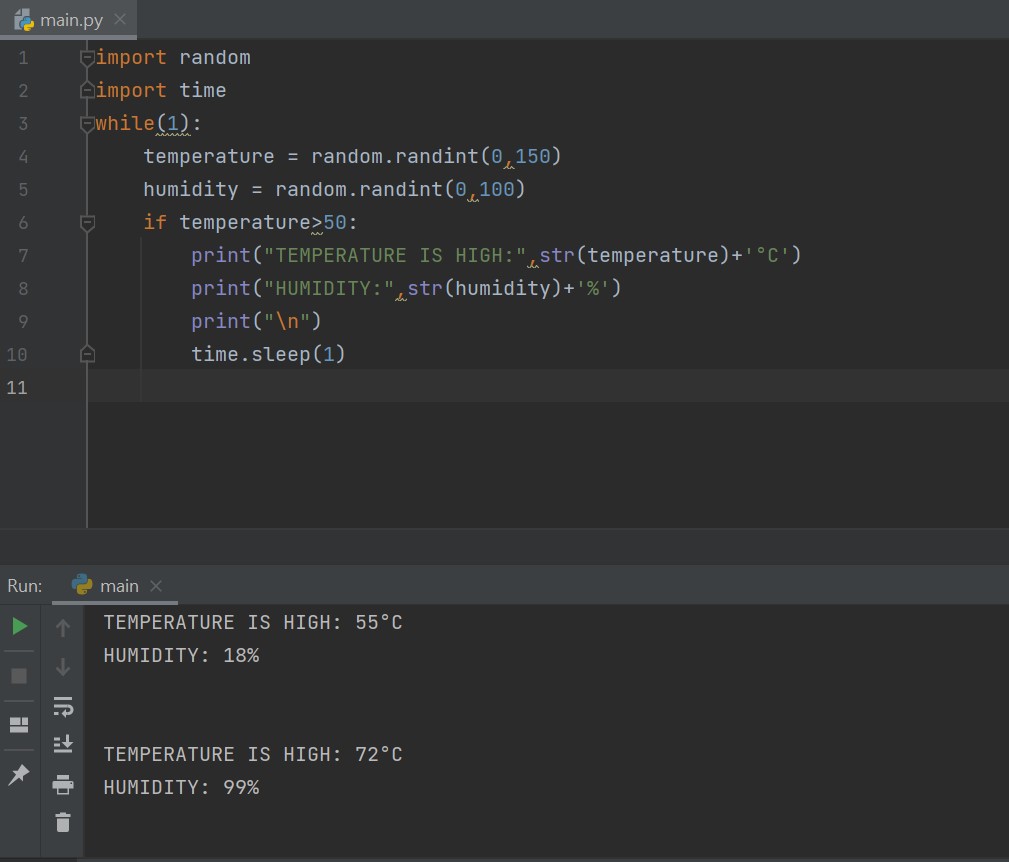 main.py
1 import random
2 import time
3 while(1):
4     temperature = random.randint(0,150)
5     humidity = random.randint(0,100)
6     if temperature>50:
7         print("TEMPERATURE IS HIGH:",str(temperature)+'°C')
8         print("HUMIDITY:",str(humidity)+'%')
9         print("\n")
10         time.sleep(1)
11
Run: main
TEMPERATURE IS HIGH: 55°C
HUMIDITY: 18%
TEMPERATURE IS HIGH: 72°C
HUMIDITY: 99%